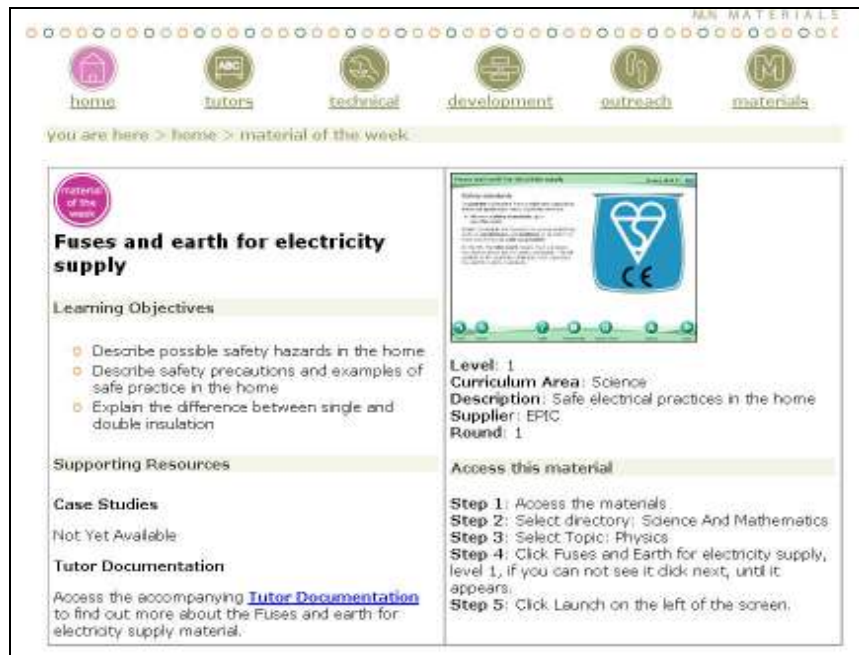 NLN MATERIALS
home
tutors
technical
development
outreach
materials
you are here > home > material of the week
material
of the
week
Fuses and earth for electricity
supply
Learning Objectives
Describe possible safety hazards in the home
Describe safety precautions and examples of
safe practice in the home
Explain the difference between single and
double insulation
Supporting Resources
Case Studies
Not Yet Available
Tutor Documentation
Access the accompanying Tutor Documentation
to find out more about the Fuses and earth for
electricity supply material.
Safety standards
CE
Level: 1
Curriculum Area: Science
Description: Safe electrical practices in the home
Supplier: EPIC
Round: 1
Access this material
Step 1: Access the materials
Step 2: Select directory: Science And Mathematics
Step 3: Select Topic: Physics
Step 4: Click Fuses and Earth for electricity supply,
level 1, if you can not see it click next, until it
appears.
Step 5: Click Launch on the left of the screen.